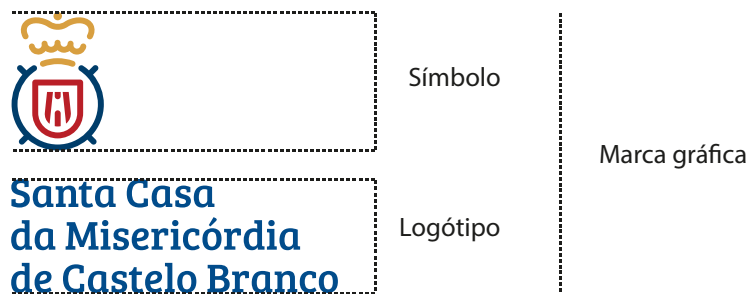 Símbolo
Marca gráfica
Santa Casa
da Misericórdia
de Castelo Branco
Logótipo